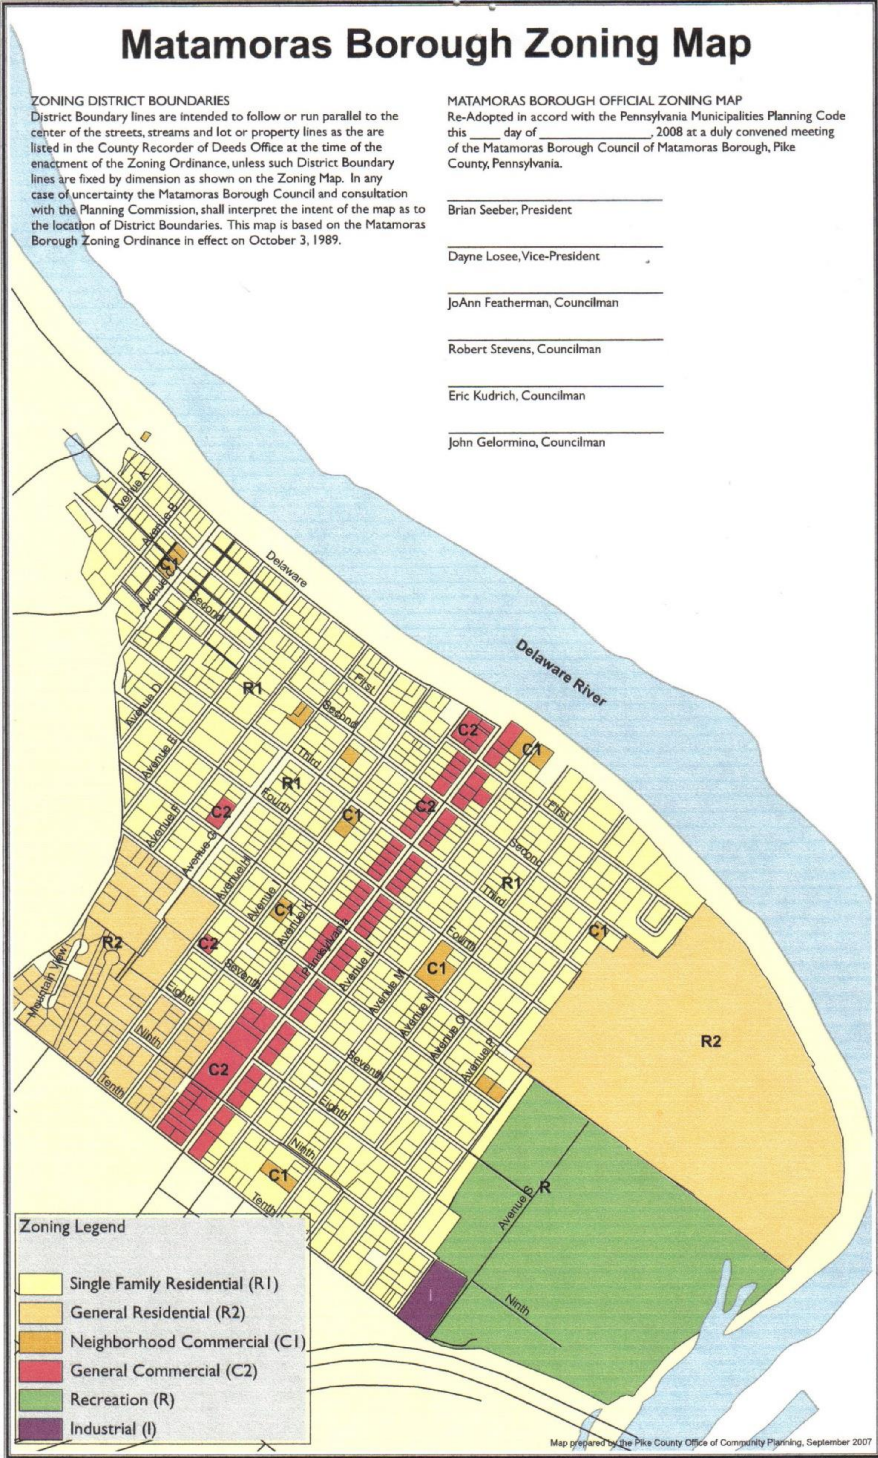 Matamoras Borough Zoning Map
ZONING DISTRICT BOUNDARIES
District Boundary lines are intended to follow or run parallel to the
center of the streets, streams and lot or property lines as the are
listed in the County Recorder of Deeds Office at the time of the
enactment of the Zoning Ordinance, unless such District Boundary
lines are fixed by dimension as shown on the Zoning Map. In any
case of uncertainty the Matamoras Borough Council and consultation
with the Planning Commission, shall interpret the intent of the map as to
the location of District Boundaries. This map is based on the Matamoras
Borough Zoning Ordinance in effect on October 3, 1989.
MATAMORAS BOROUGH OFFICIAL ZONING MAP
Re-Adopted in accord with the Pennsylvania Municipalities Planning Code
this ____ day of ______________, 2008 at a duly convened meeting
of the Matamoras Borough Council of Matamoras Borough, Pike
County, Pennsylvania.
Brian Seeber, President
Dayne Losee, Vice-President
JoAnn Featherman, Councilman
Robert Stevens, Councilman
Eric Kudrich, Councilman
John Gelormino, Councilman
Avenue A
Avenue B
C1
Avenue C
Delaware
Second
Delaware River
R1
First
Avenue D
Second
C2
C1
Avenue E
Third
R1
Fourth
C2
First
Avenue F
C2
C1
Avenue G
Second
Avenue H
R1
Third
Avenue
C1
Avenue K
C1
R2
C2
Pennsylvania
Fourth
Mountain View
Seventh
Avenue L
C1
Eighth
Avenue M
Avenue N
Avenue O
R2
Ninth
C2
Seventh
Avenue P
Tenth
Eighth
Ninth
C1
Tenth
R
Avenue S
I
Ninth
Zoning Legend
Single Family Residential (R1)
General Residential (R2)
Neighborhood Commercial (C1)
General Commercial (C2)
Recreation (R)
Industrial (I)
Map prepared by the Pike County Office of Community Planning, September 2007